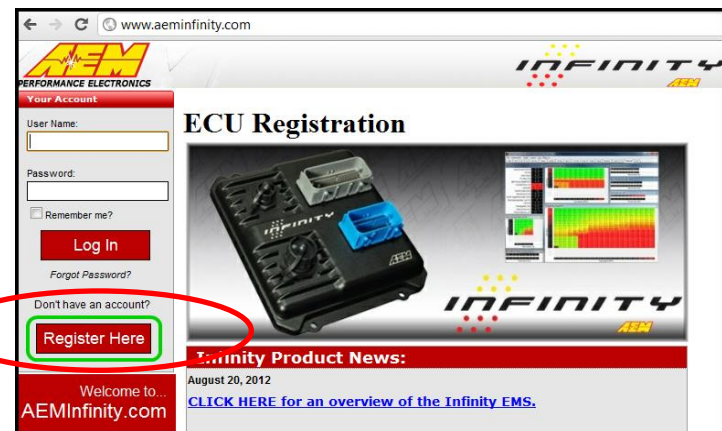 www.aeminfinity.com
AEM
PERFORMANCE ELECTRONICS
INFINITY
AEM
Your Account
User Name:
Password:
Remember me?
Log In
Forgot Password?
Don't have an account?
Register Here
Welcome to...
AEMInfinity.com
ECU Registration
INFINITY
AEM
INFINITY
AEM
Infinity Product News:
August 20, 2012
CLICK HERE for an overview of the Infinity EMS.